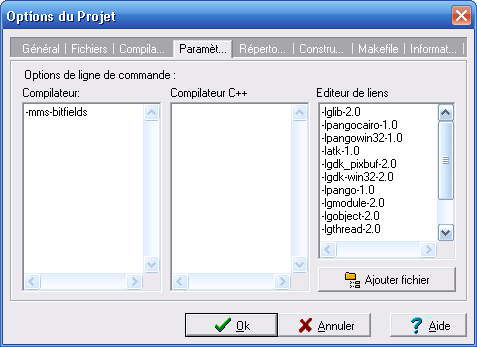 Options du Projet
Général Fichiers Compila... Paramèt... Réperto... Constru... Makefile Informat...
Options de ligne de commande :
Compilateur: Compilateur C++ Editeur de liens
-mms-bitfields
-lglib-2.0
-lpangocairo-1.0
-lpangowin32-1.0
-latk-1.0
-lgdk_pixbuf-2.0
-lgdk-win32-2.0
-lpango-1.0
-lgmodule-2.0
-lgobject-2.0
-lgthread-2.0
Ajouter fichier
Ok Annuler Aide